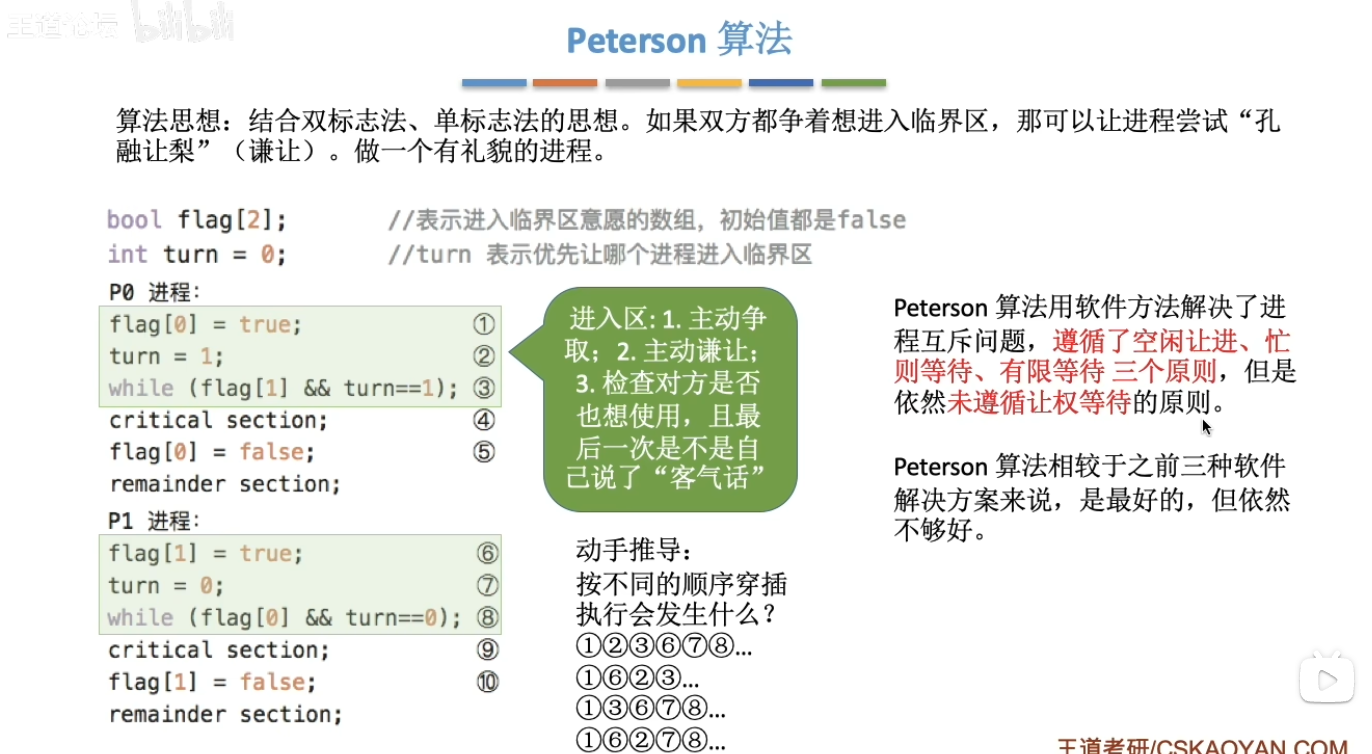 王道论坛 bilibili
Peterson 算法
算法思想：结合双标志法、单标志法的思想。如果双方都争着想进入临界区，那可以让进程尝试“孔
融让梨”（谦让）。做一个有礼貌的进程。
bool flag[2]; //表示进入临界区意愿的数组，初始值都是false
int turn = 0; //turn 表示优先让哪个进程进入临界区
P0 进程：
flag[0] = true; ①
turn = 1; ②
while (flag[1] && turn==1); ③
critical section; ④
flag[0] = false; ⑤
remainder section;
P1 进程：
flag[1] = true; ⑥
turn = 0; ⑦
while (flag[0] && turn==0); ⑧
critical section; ⑨
flag[1] = false; ⑩
remainder section;
进入区: 1. 主动争
取；2. 主动谦让；
3. 检查对方是否
也想使用，且最
后一次是不是自
己说了“客气话”
动手推导：
按不同的顺序穿插
执行会发生什么？
①②③⑥⑦⑧...
①⑥②③...
①③⑥⑦⑧...
①⑥②⑦⑧...
Peterson 算法用软件方法解决了进
程互斥问题，遵循了空闲让进、忙
则等待、有限等待 三个原则，但是
依然未遵循让权等待的原则。
Peterson 算法相较于之前三种软件
解决方案来说，是最好的，但依然
不够好。
王道考研/CSKAOYAN.COM